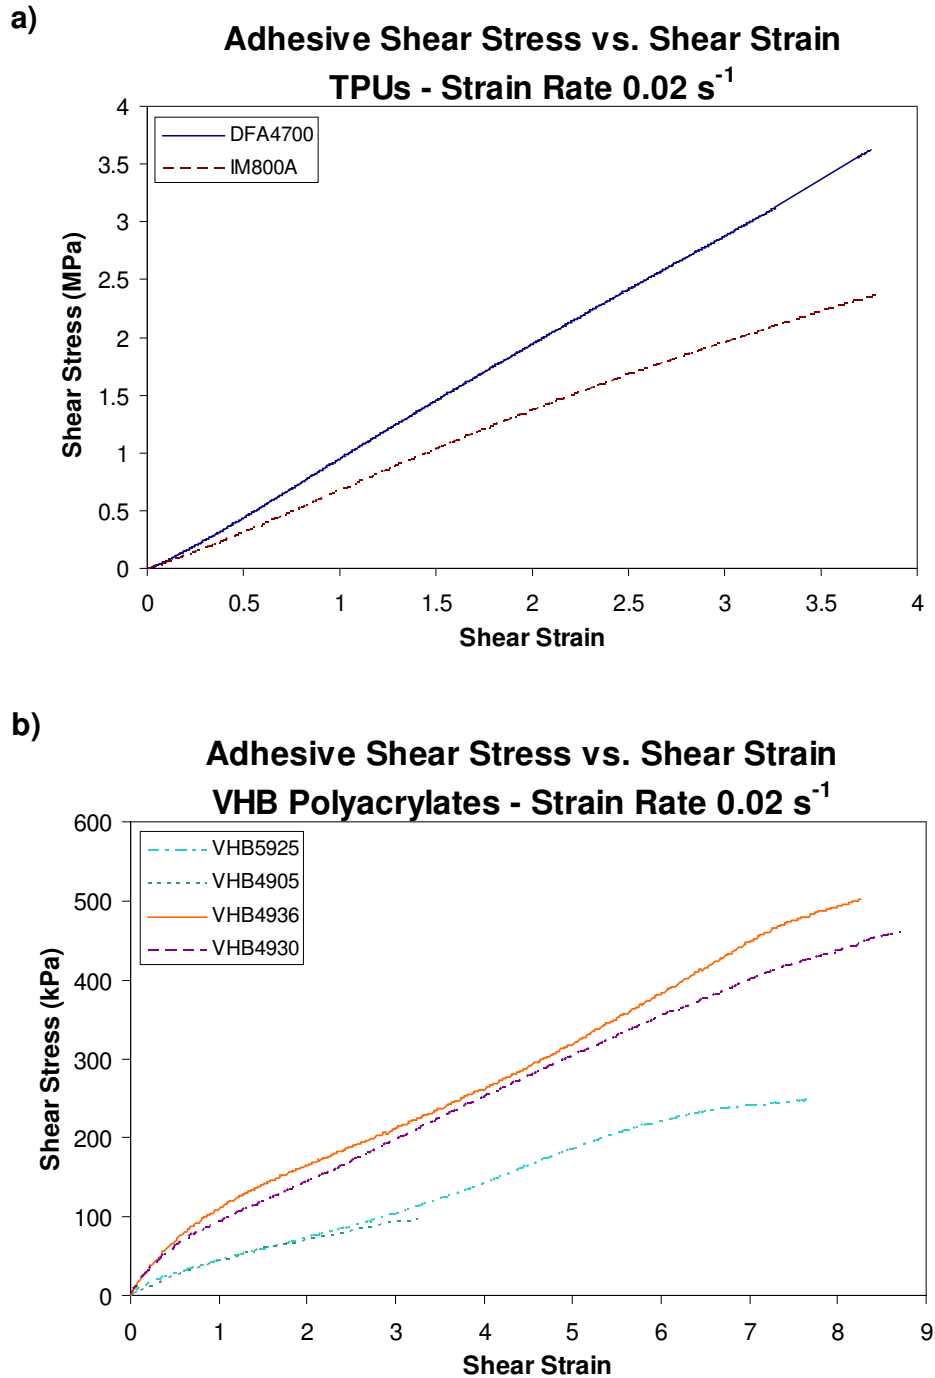 a)
Adhesive Shear Stress vs. Shear Strain
TPUs - Strain Rate 0.02 s⁻¹
4
3.5
3
2.5
2
1.5
1
0.5
0
Shear Stress (MPa)
DFA4700
IM800A
0 0.5 1 1.5 2 2.5 3 3.5 4
Shear Strain
b)
Adhesive Shear Stress vs. Shear Strain
VHB Polyacrylates - Strain Rate 0.02 s⁻¹
600
500
400
300
200
100
0
Shear Stress (kPa)
VHB5925
VHB4905
VHB4936
VHB4930
0 1 2 3 4 5 6 7 8 9
Shear Strain